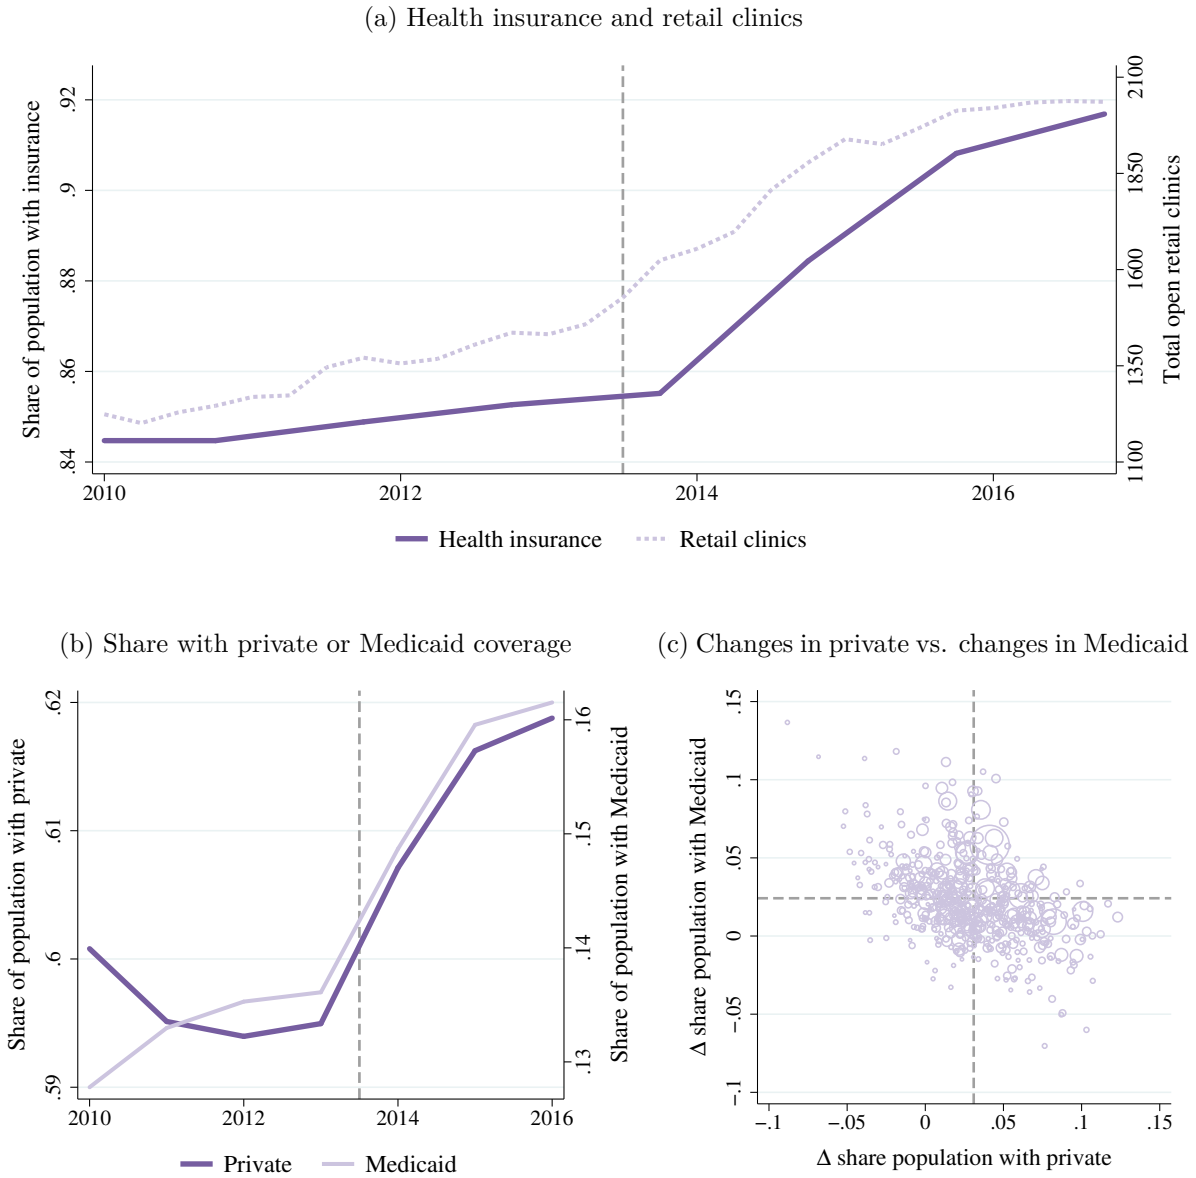 (a) Health insurance and retail clinics
Share of population with insurance
.92
.9
.88
.86
.84
Total open retail clinics
2100
1850
1600
1350
1100
2010 2012 2014 2016
Health insurance Retail clinics
(b) Share with private or Medicaid coverage
Share of population with private
.62
.61
.6
.59
Share of population with Medicaid
.16
.15
.14
.13
2010 2012 2014 2016
Private Medicaid
(c) Changes in private vs. changes in Medicaid
Δ share population with Medicaid
.15
.1
.05
0
−.05
−.1
−.1 −.05 0 .05 .1 .15
Δ share population with private